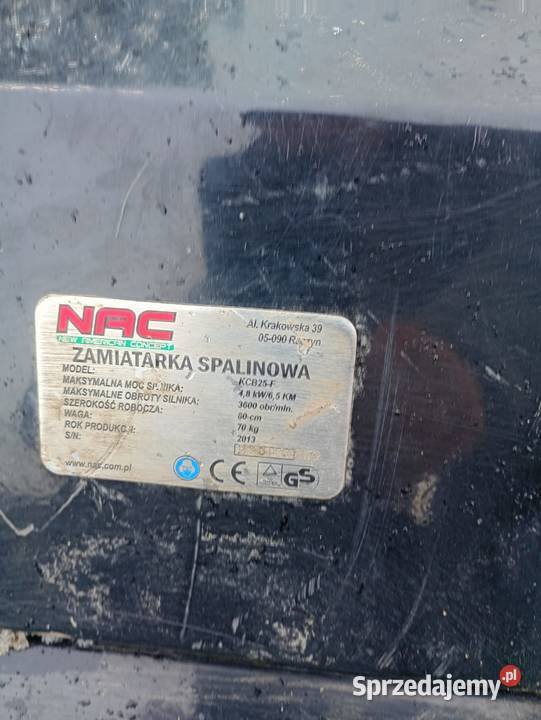 NAC
NEW AMERICAN CONCEPT
Al. Krakowska 39
05-090 Raszyn
ZAMIATARKA SPALINOWA
MODEL: KCB25-F
MAKSYMALNA MOC SILNIKA: 4,8 kW/6,5 KM
MAKSYMALNE OBROTY SILNIKA: 3600 obr/min.
SZEROKOŚĆ ROBOCZA: 60 cm
WAGA: 70 kg
ROK PRODUKCJI: 2013
S/N:
www.nac.com.pl
CE
GS
Sprzedajemy.pl